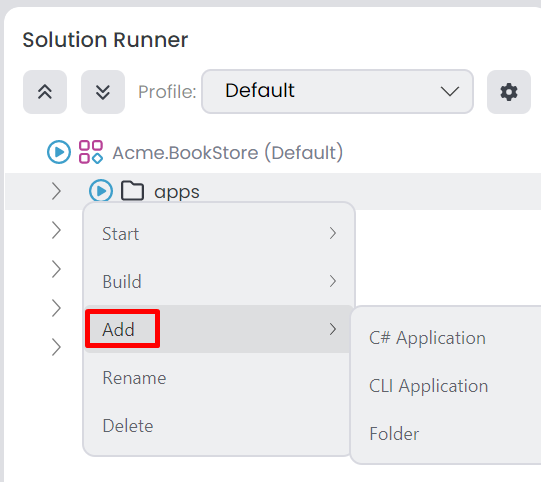 Solution Runner
Profile: Default
Acme.BookStore (Default)
apps
Start
Build
Add
Rename
Delete
C# Application
CLI Application
Folder